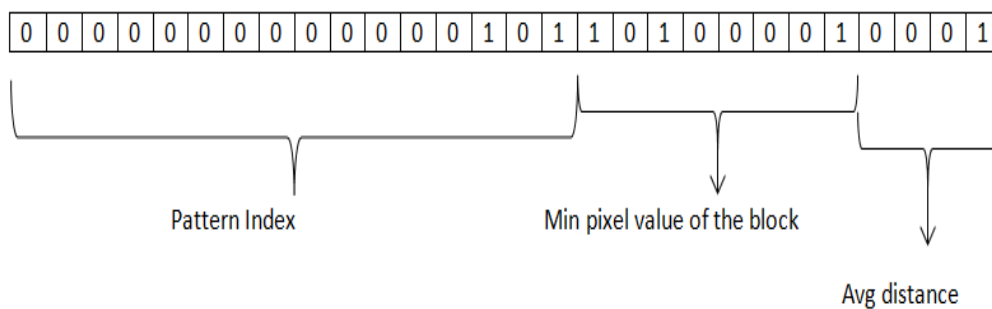 0 0 0 0 0 0 0 0 0 0 0 0 0 1 0 1 1 0 1 0 0 0 0 1 0 0 0 1
Pattern Index Min pixel value of the block
Avg distance